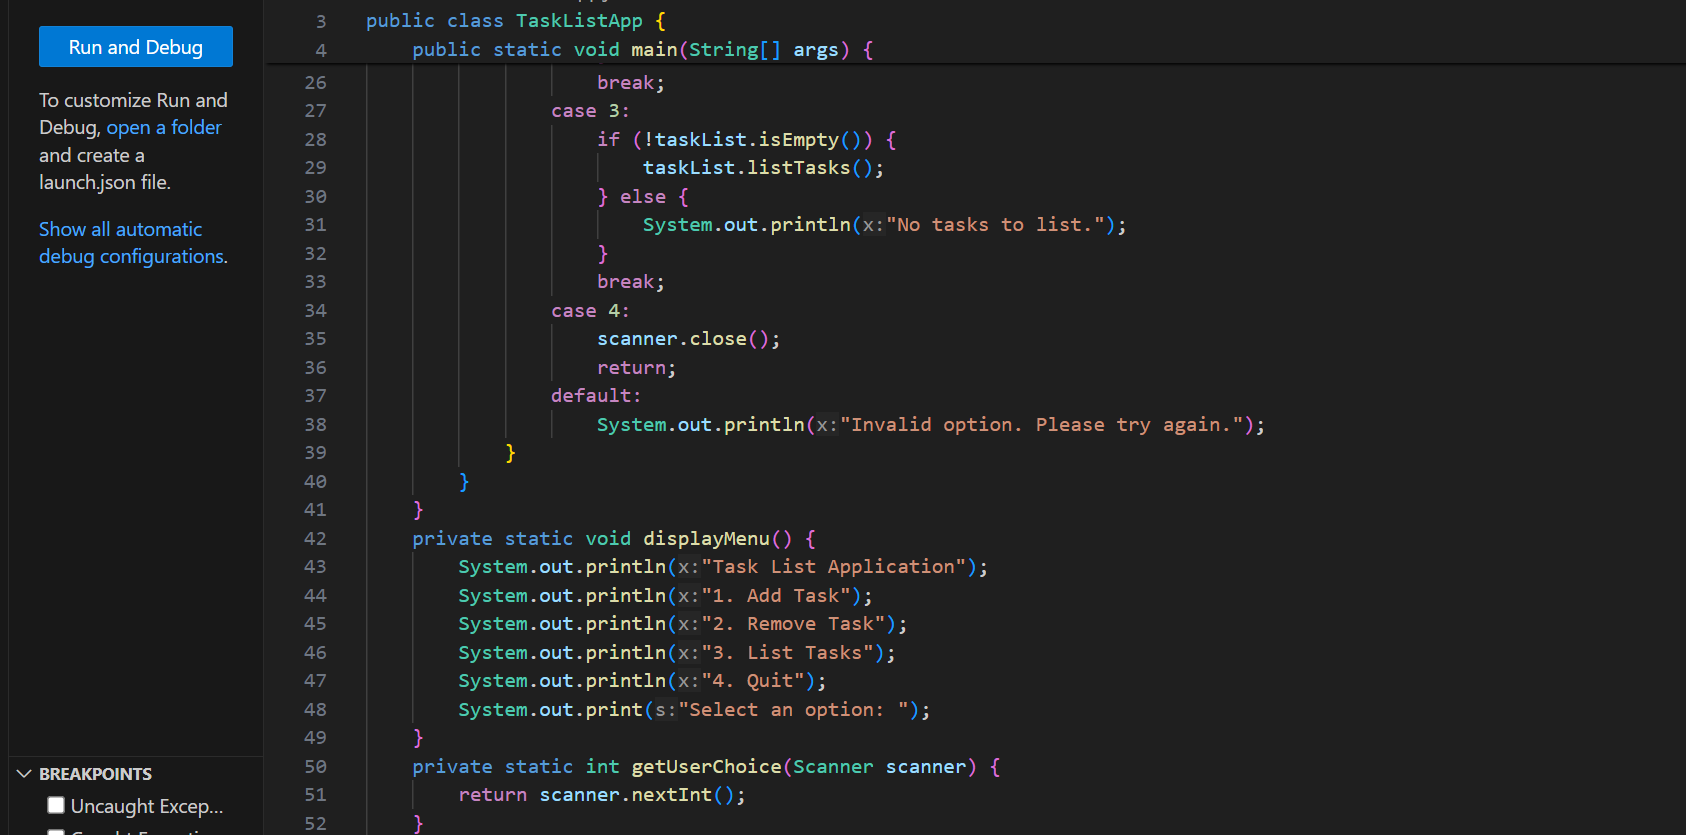 Run and Debug
To customize Run and
Debug, open a folder
and create a
launch.json file.
Show all automatic
debug configurations.
BREAKPOINTS
Uncaught Excep...
3 public class TaskListApp {
4 public static void main(String[] args) {
26 break;
27 case 3:
28 if (!taskList.isEmpty()) {
29 taskList.listTasks();
30 } else {
31 System.out.println(x:"No tasks to list.");
32 }
33 break;
34 case 4:
35 scanner.close();
36 return;
37 default:
38 System.out.println(x:"Invalid option. Please try again.");
39 }
40 }
41 }
42 private static void displayMenu() {
43 System.out.println(x:"Task List Application");
44 System.out.println(x:"1. Add Task");
45 System.out.println(x:"2. Remove Task");
46 System.out.println(x:"3. List Tasks");
47 System.out.println(x:"4. Quit");
48 System.out.print(s:"Select an option: ");
49 }
50 private static int getUserChoice(Scanner scanner) {
51 return scanner.nextInt();
52 }